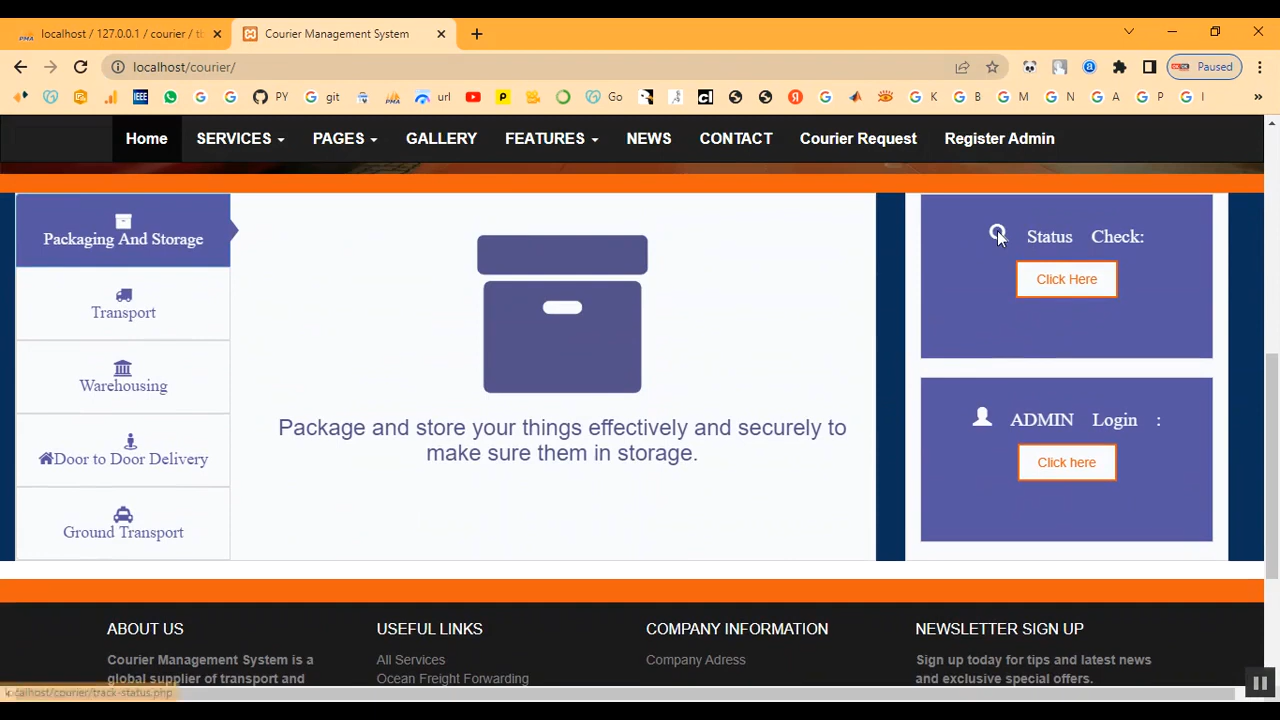 localhost / 127.0.0.1 / courier / tb
Courier Management System
localhost/courier/
Paused
IEEE
PY
git
url
Go
K
B
M
N
A
P
I
Home
SERVICES
PAGES
GALLERY
FEATURES
NEWS
CONTACT
Courier Request
Register Admin
Packaging And Storage
Transport
Warehousing
Door to Door Delivery
Ground Transport
Package and store your things effectively and securely to
make sure them in storage.
Status Check:
Click Here
ADMIN Login :
Click here
ABOUT US
Courier Management System is a
global supplier of transport and
USEFUL LINKS
All Services
Ocean Freight Forwarding
COMPANY INFORMATION
Company Adress
NEWSLETTER SIGN UP
Sign up today for tips and latest news
and exclusive special offers.
localhost/courier/track-status.php